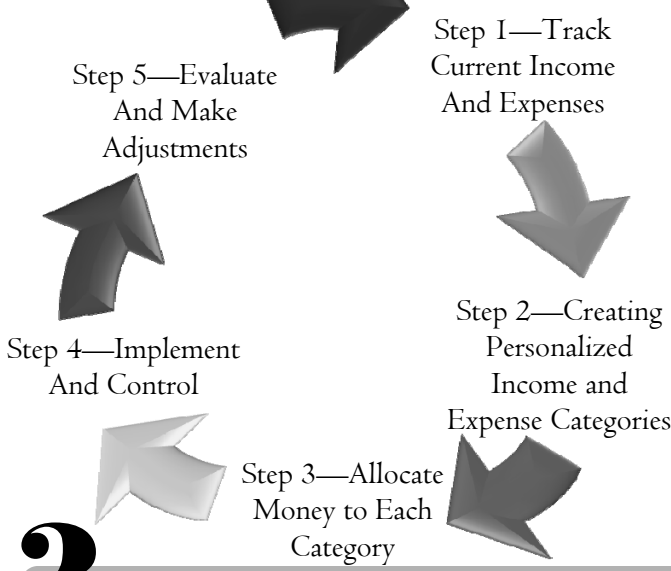 Step 1—Track
Current Income
And Expenses
Step 2—Creating
Personalized
Income and
Expense Categories
Step 3—Allocate
Money to Each
Category
Step 4—Implement
And Control
Step 5—Evaluate
And Make
Adjustments